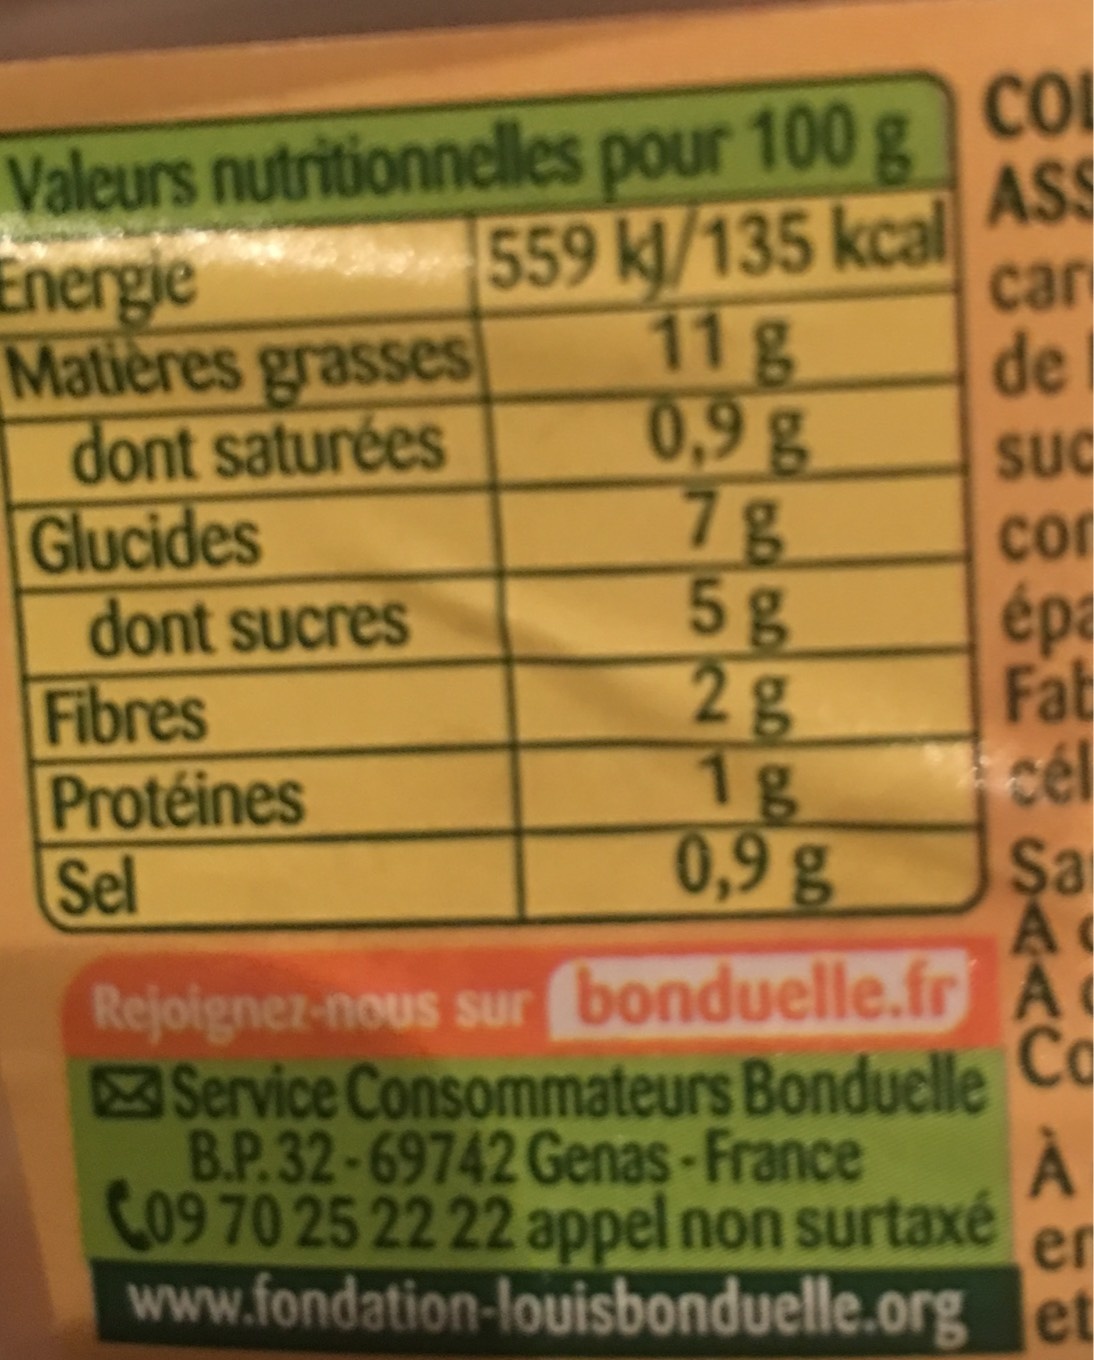 Valeurs nutritionnelles pour 100 g
Energie 559 kJ/135 kcal
Matières grasses 11 g
dont saturées 0,9 g
Glucides 7 g
dont sucres 5 g
Fibres 2 g
Protéines 1 g
Sel 0,9 g
Rejoignez-nous sur bonduelle.fr
Service Consommateurs Bonduelle
B.P. 32 - 69742 Genas - France
09 70 25 22 22 appel non surtaxé
www.fondation-louisbonduelle.org
de
À
et